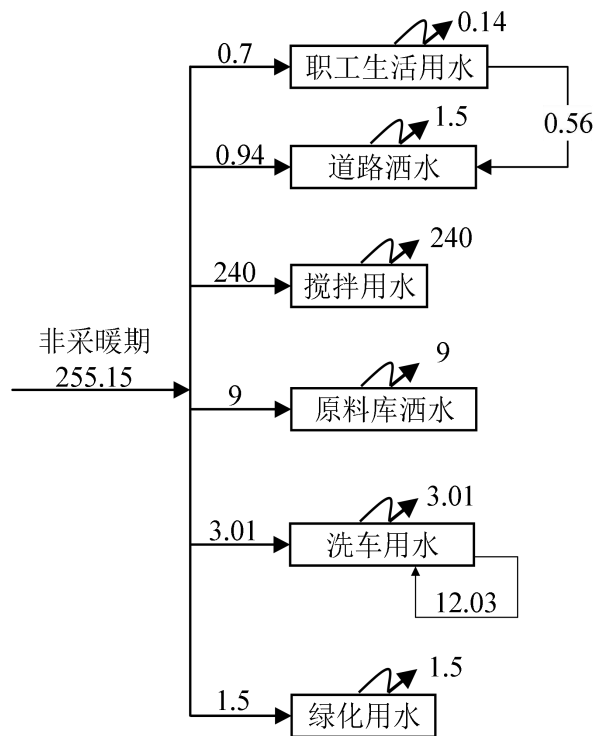 0.14
0.7
职工生活用水
0.56
1.5
0.94
道路洒水
240
240
搅拌用水
非采暖期
255.15
9
9
原料库洒水
3.01
3.01
洗车用水
12.03
1.5
1.5
绿化用水